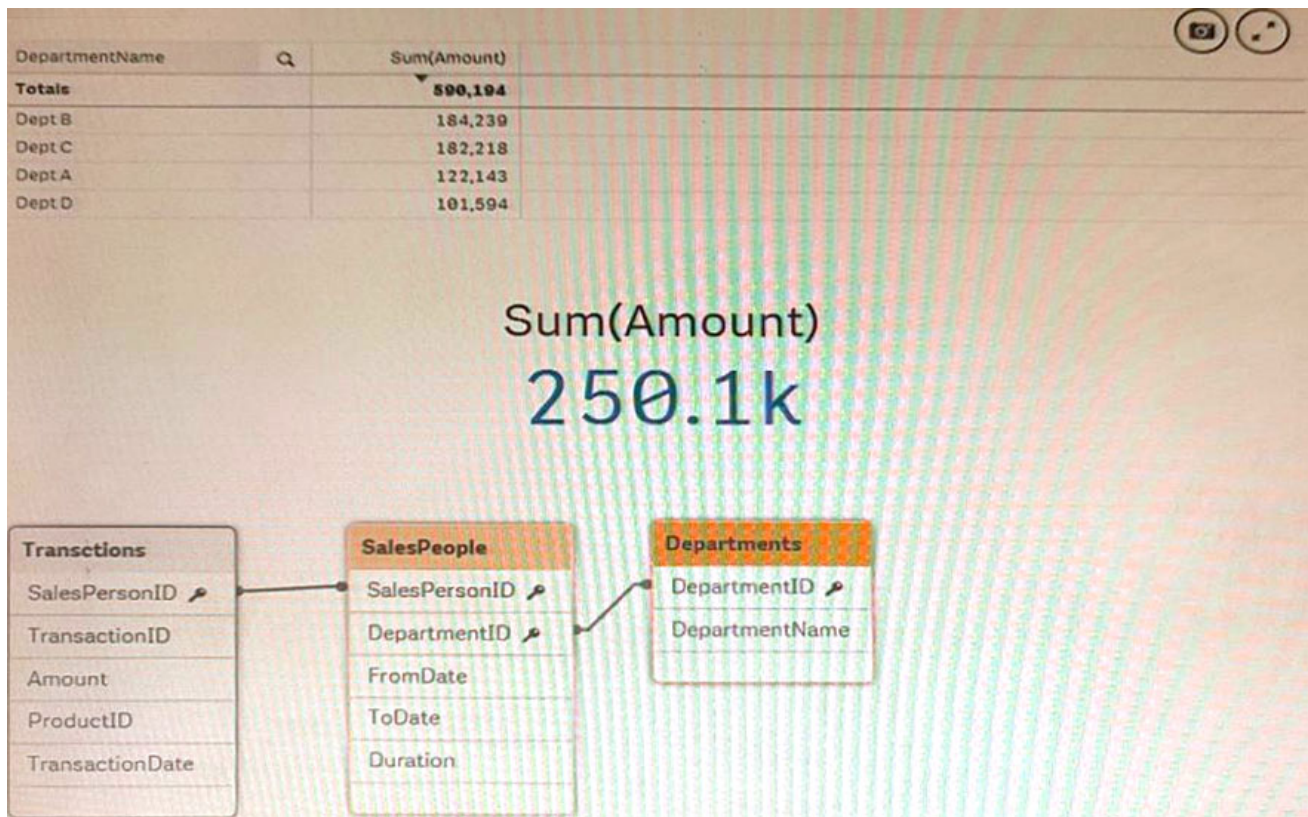 DepartmentName Sum(Amount)
Totals 590,194
Dept B 184,239
Dept C 182,218
Dept A 122,143
Dept D 101,594
Sum(Amount)
250.1k
Transctions SalesPeople Departments
SalesPersonID SalesPersonID DepartmentID
TransactionID DepartmentID DepartmentName
Amount FromDate
ProductID ToDate
TransactionDate Duration